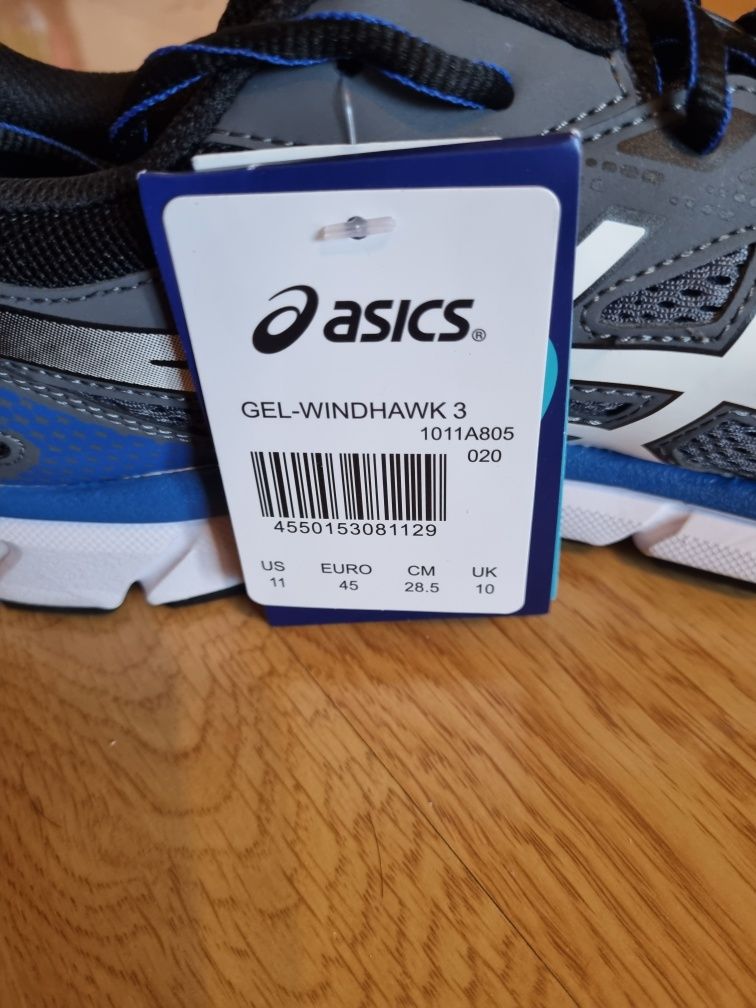 asics®
GEL-WINDHAWK 3
1011A805
020
4550153081129
US EURO CM UK
11 45 28.5 10